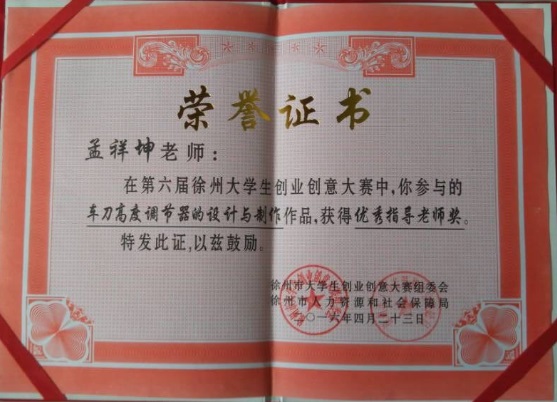 荣誉证书
孟祥坤老师：
在第六届徐州大学生创业创意大赛中,你参与的
车刀高度调节器的设计与制作作品,获得优秀指导老师奖。
特发此证,以兹鼓励。
徐州市大学生创业创意大赛组委会
徐州市人力资源和社会保障局
二〇一六年四月二十三日